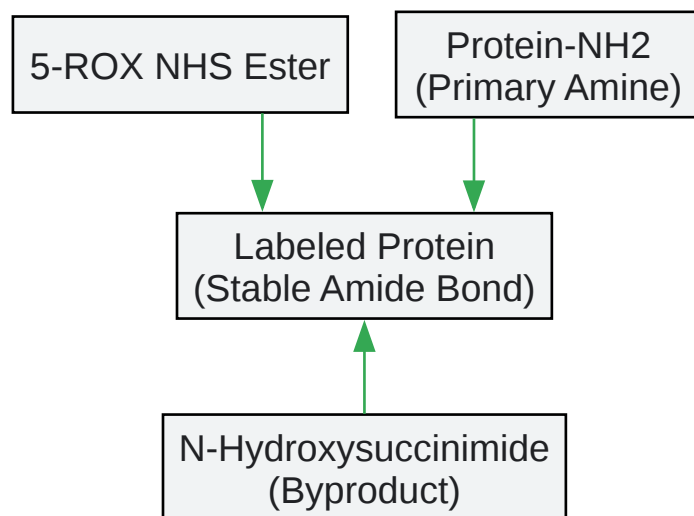 5-ROX NHS Ester
Protein-NH2
(Primary Amine)
Labeled Protein
(Stable Amide Bond)
N-Hydroxysuccinimide
(Byproduct)